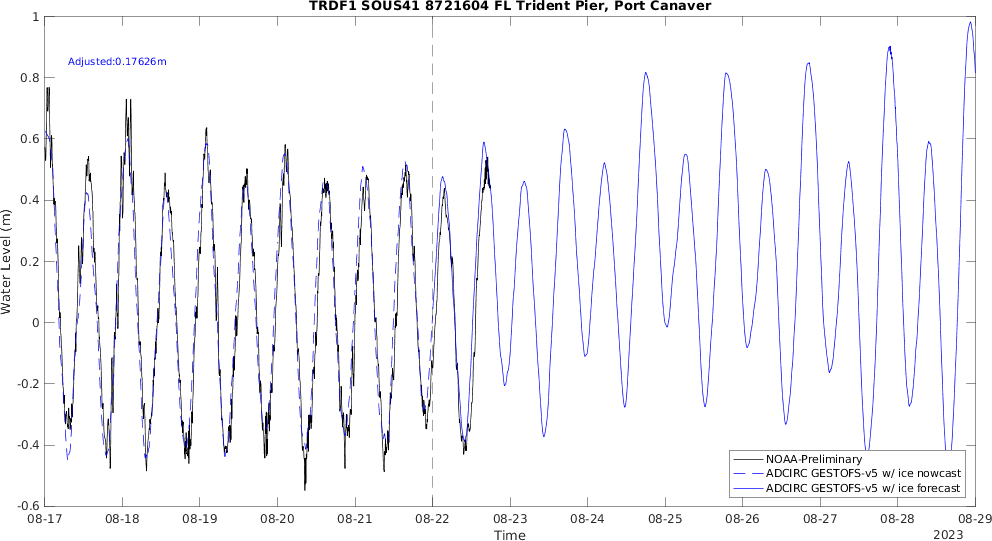 TRDF1 SOUS41 8721604 FL Trident Pier, Port Canaver
Adjusted:0.17626m
Water Level (m)
1
0.8
0.6
0.4
0.2
0
-0.2
-0.4
-0.6
NOAA-Preliminary
ADCIRC GESTOFS-v5 w/ ice nowcast
ADCIRC GESTOFS-v5 w/ ice forecast
08-17 08-18 08-19 08-20 08-21 08-22 08-23 08-24 08-25 08-26 08-27 08-28 08-29
Time
2023